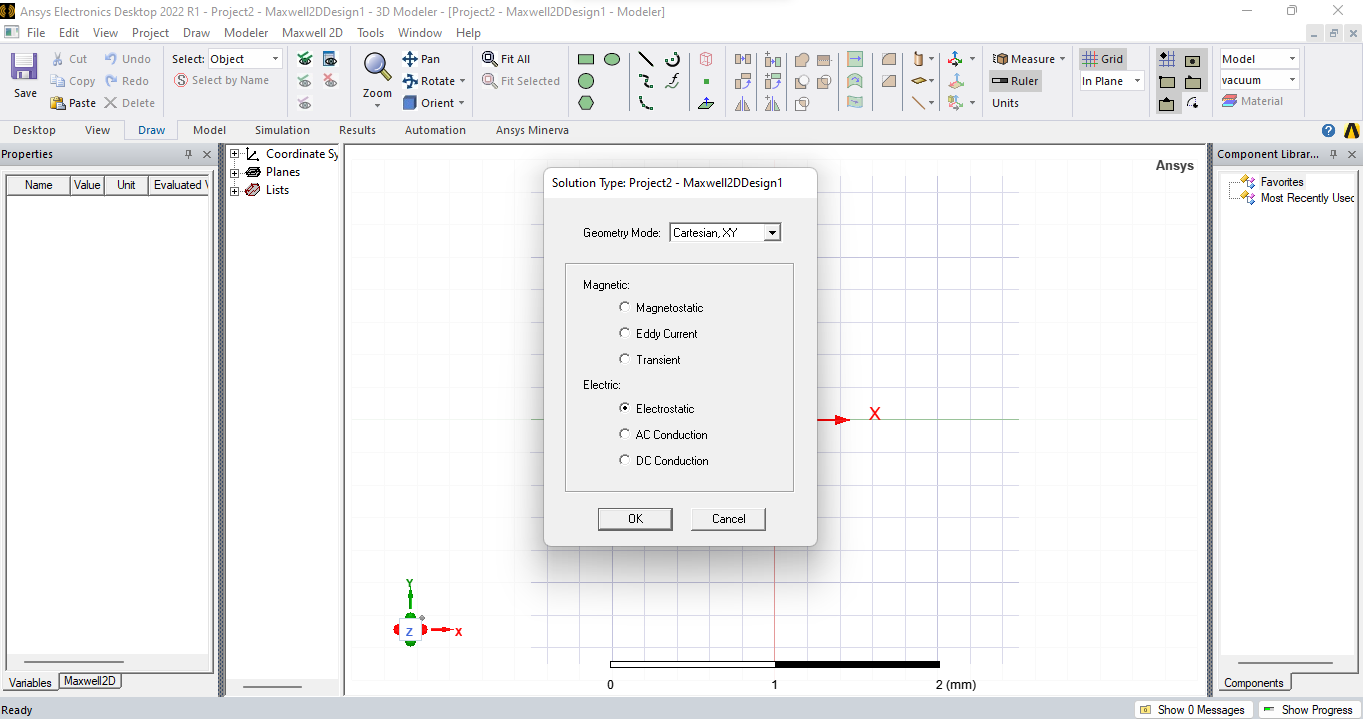 Ansys Electronics Desktop 2022 R1 - Project2 - Maxwell2DDesign1 - 3D Modeler - [Project2 - Maxwell2DDesign1 - Modeler]
File Edit View Project Draw Modeler Maxwell 2D Tools Window Help
Save
Cut
Copy
Paste
Undo
Redo
Delete
Select: Object
Select by Name
Zoom
Pan
Rotate
Orient
Fit All
Fit Selected
Measure
Ruler
Units
Grid
In Plane
Model
vacuum
Material
Desktop View Draw Model Simulation Results Automation Ansys Minerva
Properties
Name Value Unit Evaluated V
Variables Maxwell2D
Coordinate Sy
Planes
Lists
Ansys
Solution Type: Project2 - Maxwell2DDesign1
Geometry Mode: Cartesian, XY
Magnetic:
Magnetostatic
Eddy Current
Transient
Electric:
Electrostatic
AC Conduction
DC Conduction
OK Cancel
X
Y
Z
X
0 1 2 (mm)
Component Librar...
Favorites
Most Recently Used
Components
Ready
Show 0 Messages Show Progress